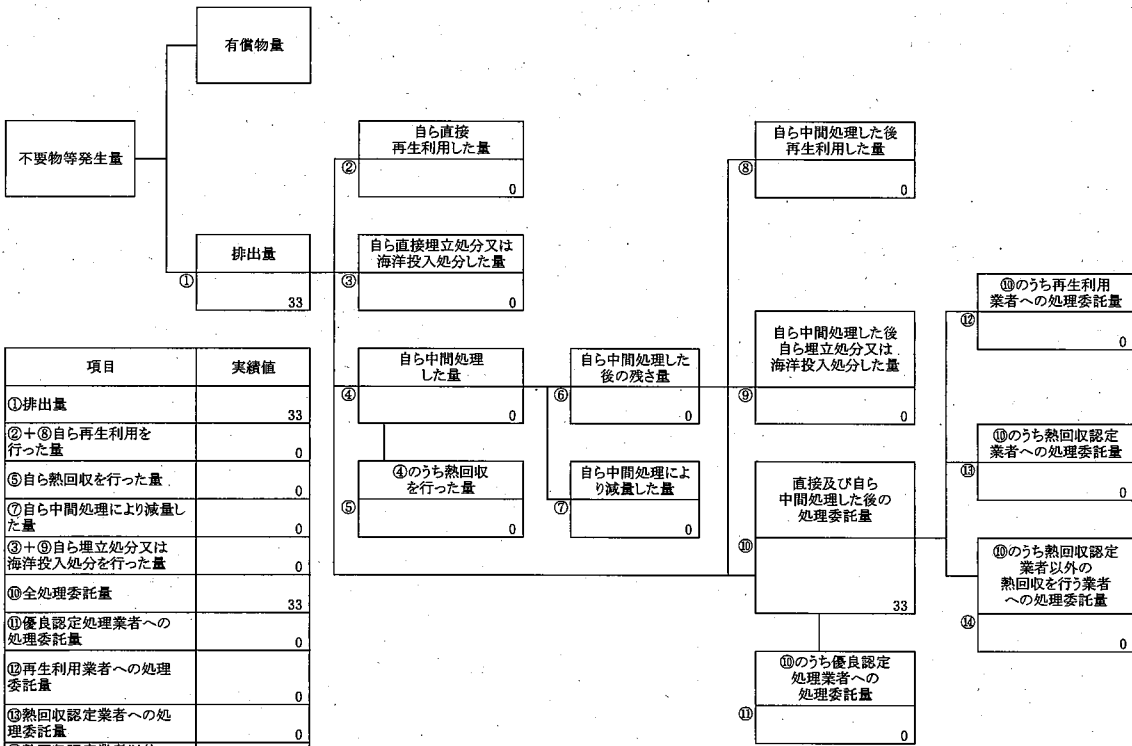 有償物量
不要物等発生量
排出量
①
33
自ら直接
再生利用した量
②
0
自ら直接埋立処分又は
海洋投入処分した量
③
0
自ら中間処理
した量
④
0
④のうち熱回収
を行った量
⑤
0
自ら中間処理した
後の残さ量
⑥
0
自ら中間処理によ
り減量した量
⑦
0
自ら中間処理した後
再生利用した量
⑧
0
自ら中間処理した後
自ら埋立処分又は
海洋投入処分した量
⑨
0
直接及び自ら
中間処理した後の
処理委託量
⑩
33
⑩のうち優良認定
処理業者への
処理委託量
⑪
0
⑩のうち再生利用
業者への処理委託量
⑫
0
⑩のうち熱回収認定
業者への処理委託量
⑬
0
⑩のうち熱回収認定
業者以外の
熱回収を行う業者
への処理委託量
⑭
0
項目 実績値
①排出量 33
②+⑧自ら再生利用を
行った量 0
⑤自ら熱回収を行った量 0
⑦自ら中間処理により減量し
た量 0
③+⑨自ら埋立処分又は
海洋投入処分を行った量 0
⑩全処理委託量 33
⑪優良認定処理業者への
処理委託量 0
⑫再生利用業者への処理
委託量 0
⑬熱回収認定業者への処
理委託量 0